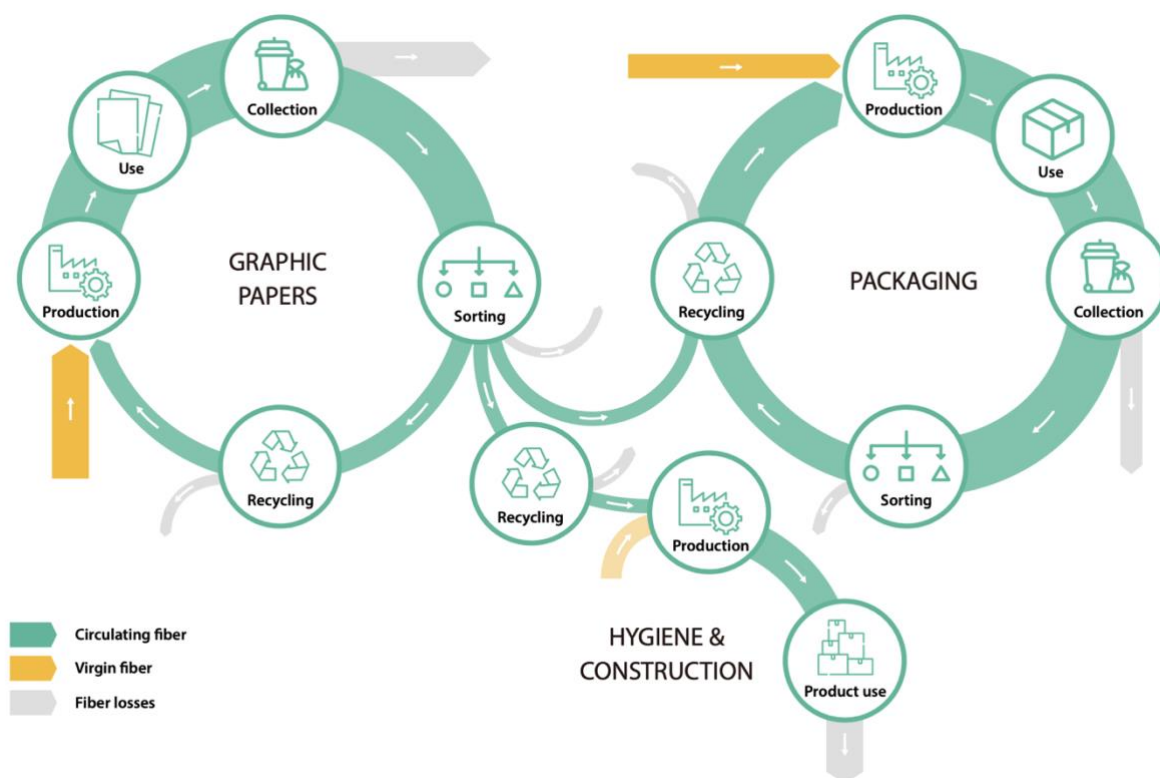 Collection
Use
Production
GRAPHIC
PAPERS
Sorting
Recycling
Recycling
Production
Use
Collection
PACKAGING
Recycling
Sorting
Production
HYGIENE &
CONSTRUCTION
Product use
Circulating fiber
Virgin fiber
Fiber losses